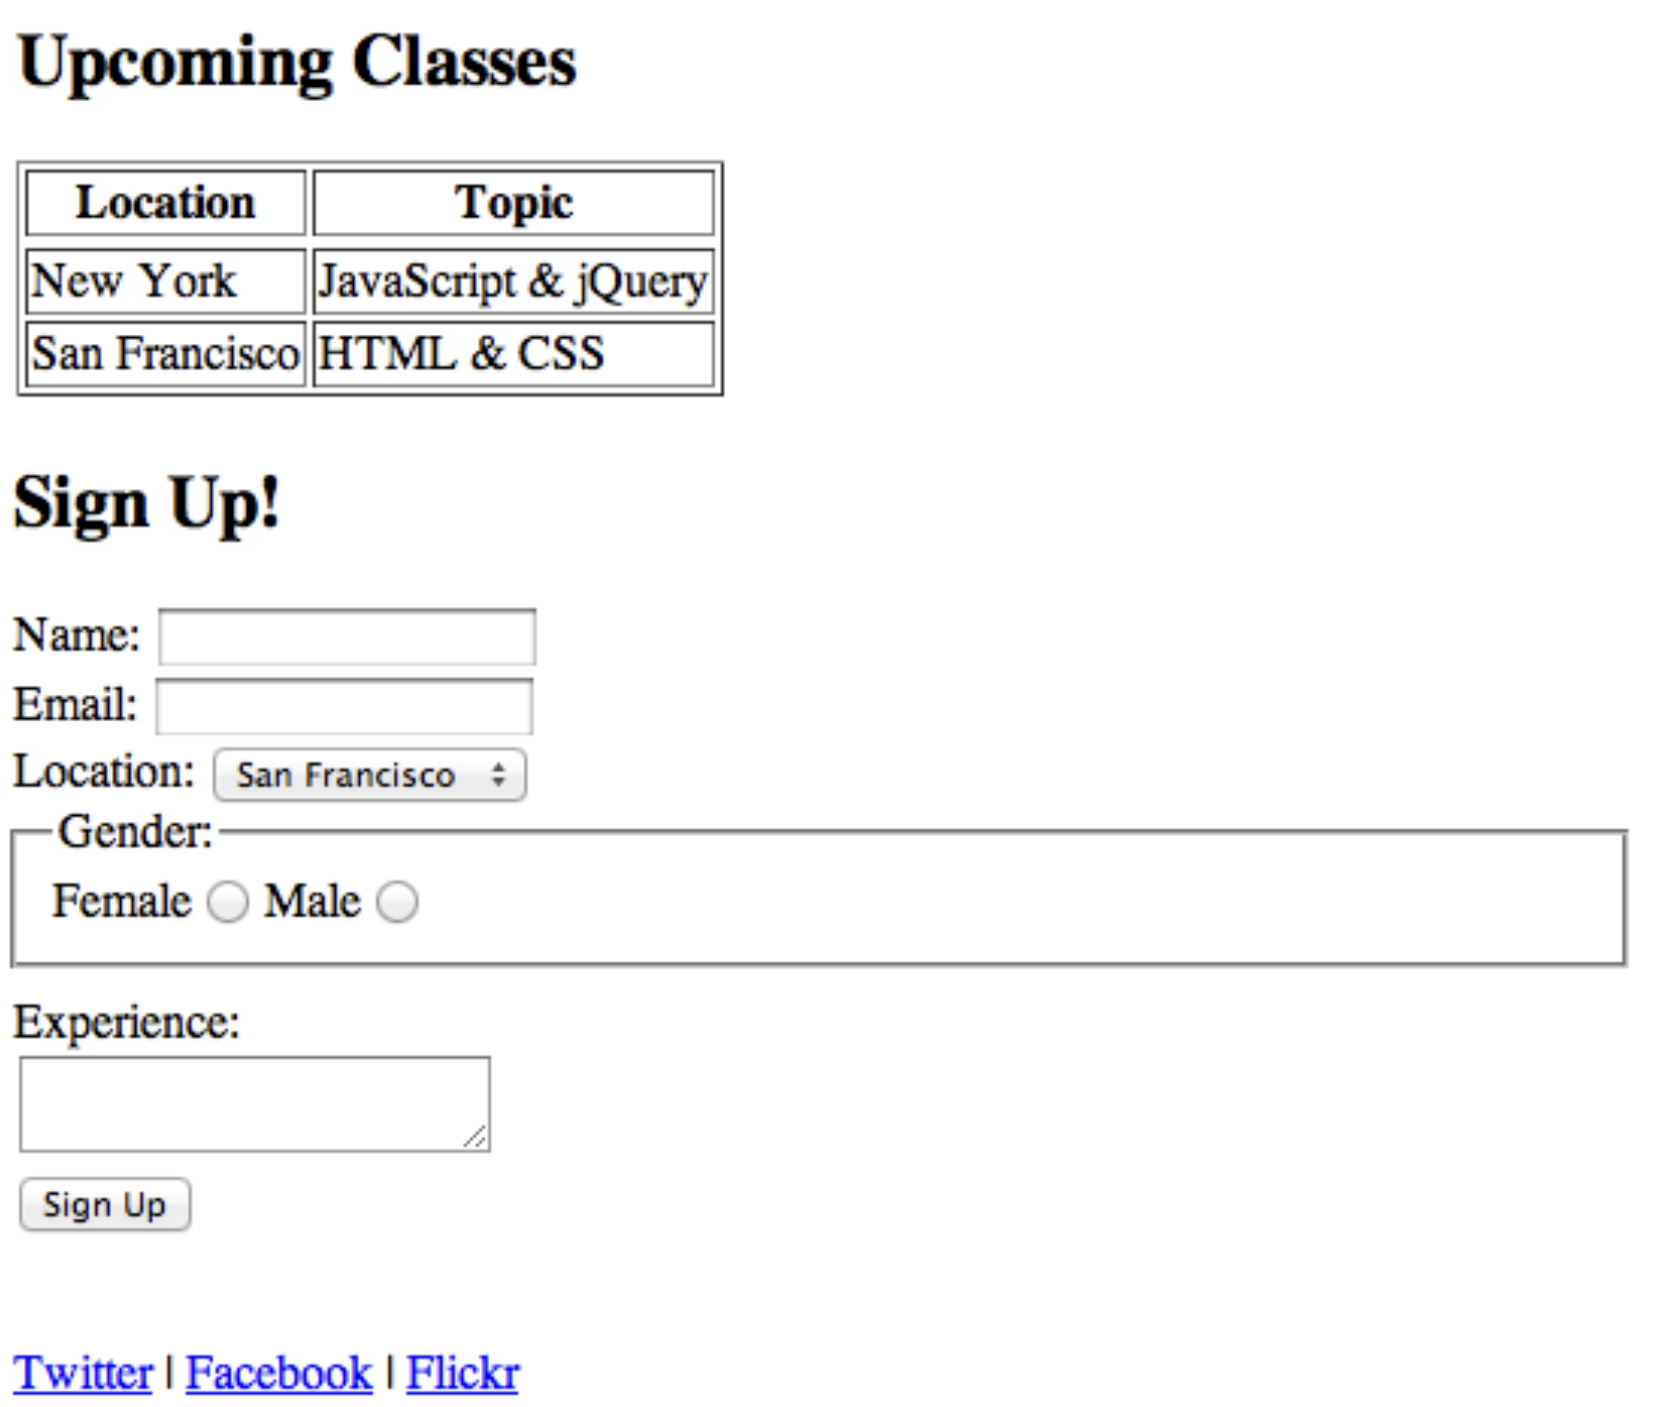 Upcoming Classes
Location Topic
New York JavaScript & jQuery
San Francisco HTML & CSS
Sign Up!
Name:
Email:
Location: San Francisco
Gender:
Female Male
Experience:
Sign Up
Twitter | Facebook | Flickr